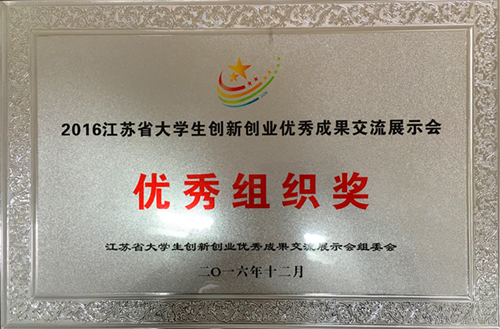 2016江苏省大学生创新创业优秀成果交流展示会
优秀组织奖
江苏省大学生创新创业优秀成果交流展示会组委会
二〇一六年十二月